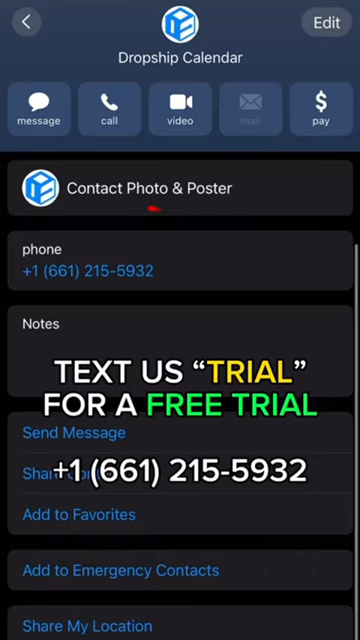 Edit
Dropship Calendar
message
call
video
mail
pay
Contact Photo & Poster
phone
+1 (661) 215-5932
Notes
TEXT US “TRIAL”
FOR A FREE TRIAL
Send Message
+1 (661) 215-5932
Add to Favorites
Add to Emergency Contacts
Share My Location